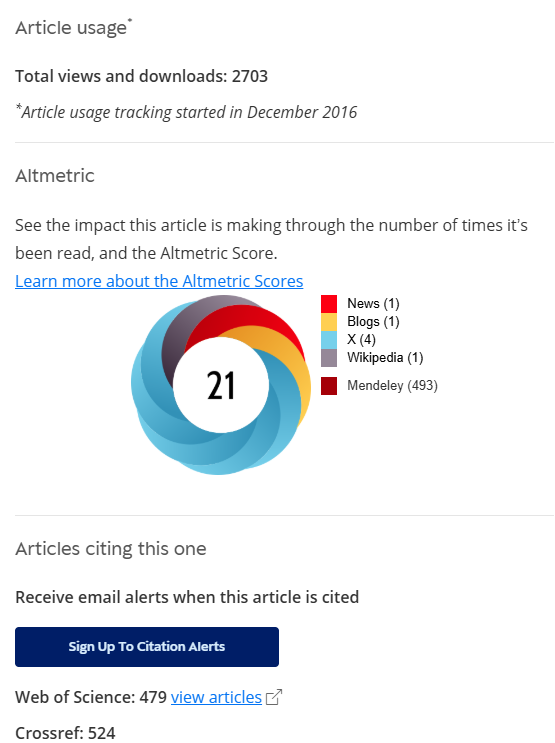 Article usage*
Total views and downloads: 2703
*Article usage tracking started in December 2016
Altmetric
See the impact this article is making through the number of times it's
been read, and the Altmetric Score.
Learn more about the Altmetric Scores
News (1)
Blogs (1)
X (4)
Wikipedia (1)
Mendeley (493)
21
Articles citing this one
Receive email alerts when this article is cited
Sign Up To Citation Alerts
Web of Science: 479 view articles
Crossref: 524